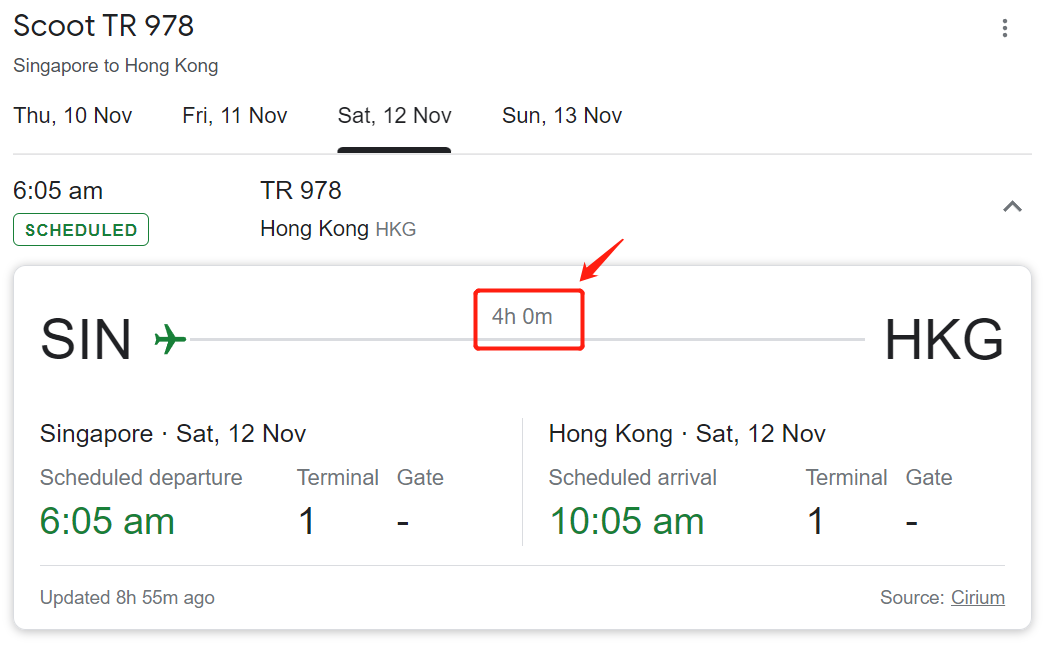 Scoot TR 978
Singapore to Hong Kong
Thu, 10 Nov Fri, 11 Nov Sat, 12 Nov Sun, 13 Nov
6:05 am TR 978
SCHEDULED Hong Kong HKG
4h 0m
SIN HKG
Singapore · Sat, 12 Nov Hong Kong · Sat, 12 Nov
Scheduled departure Terminal Gate Scheduled arrival Terminal Gate
6:05 am 1 - 10:05 am 1 -
Updated 8h 55m ago Source: Cirium